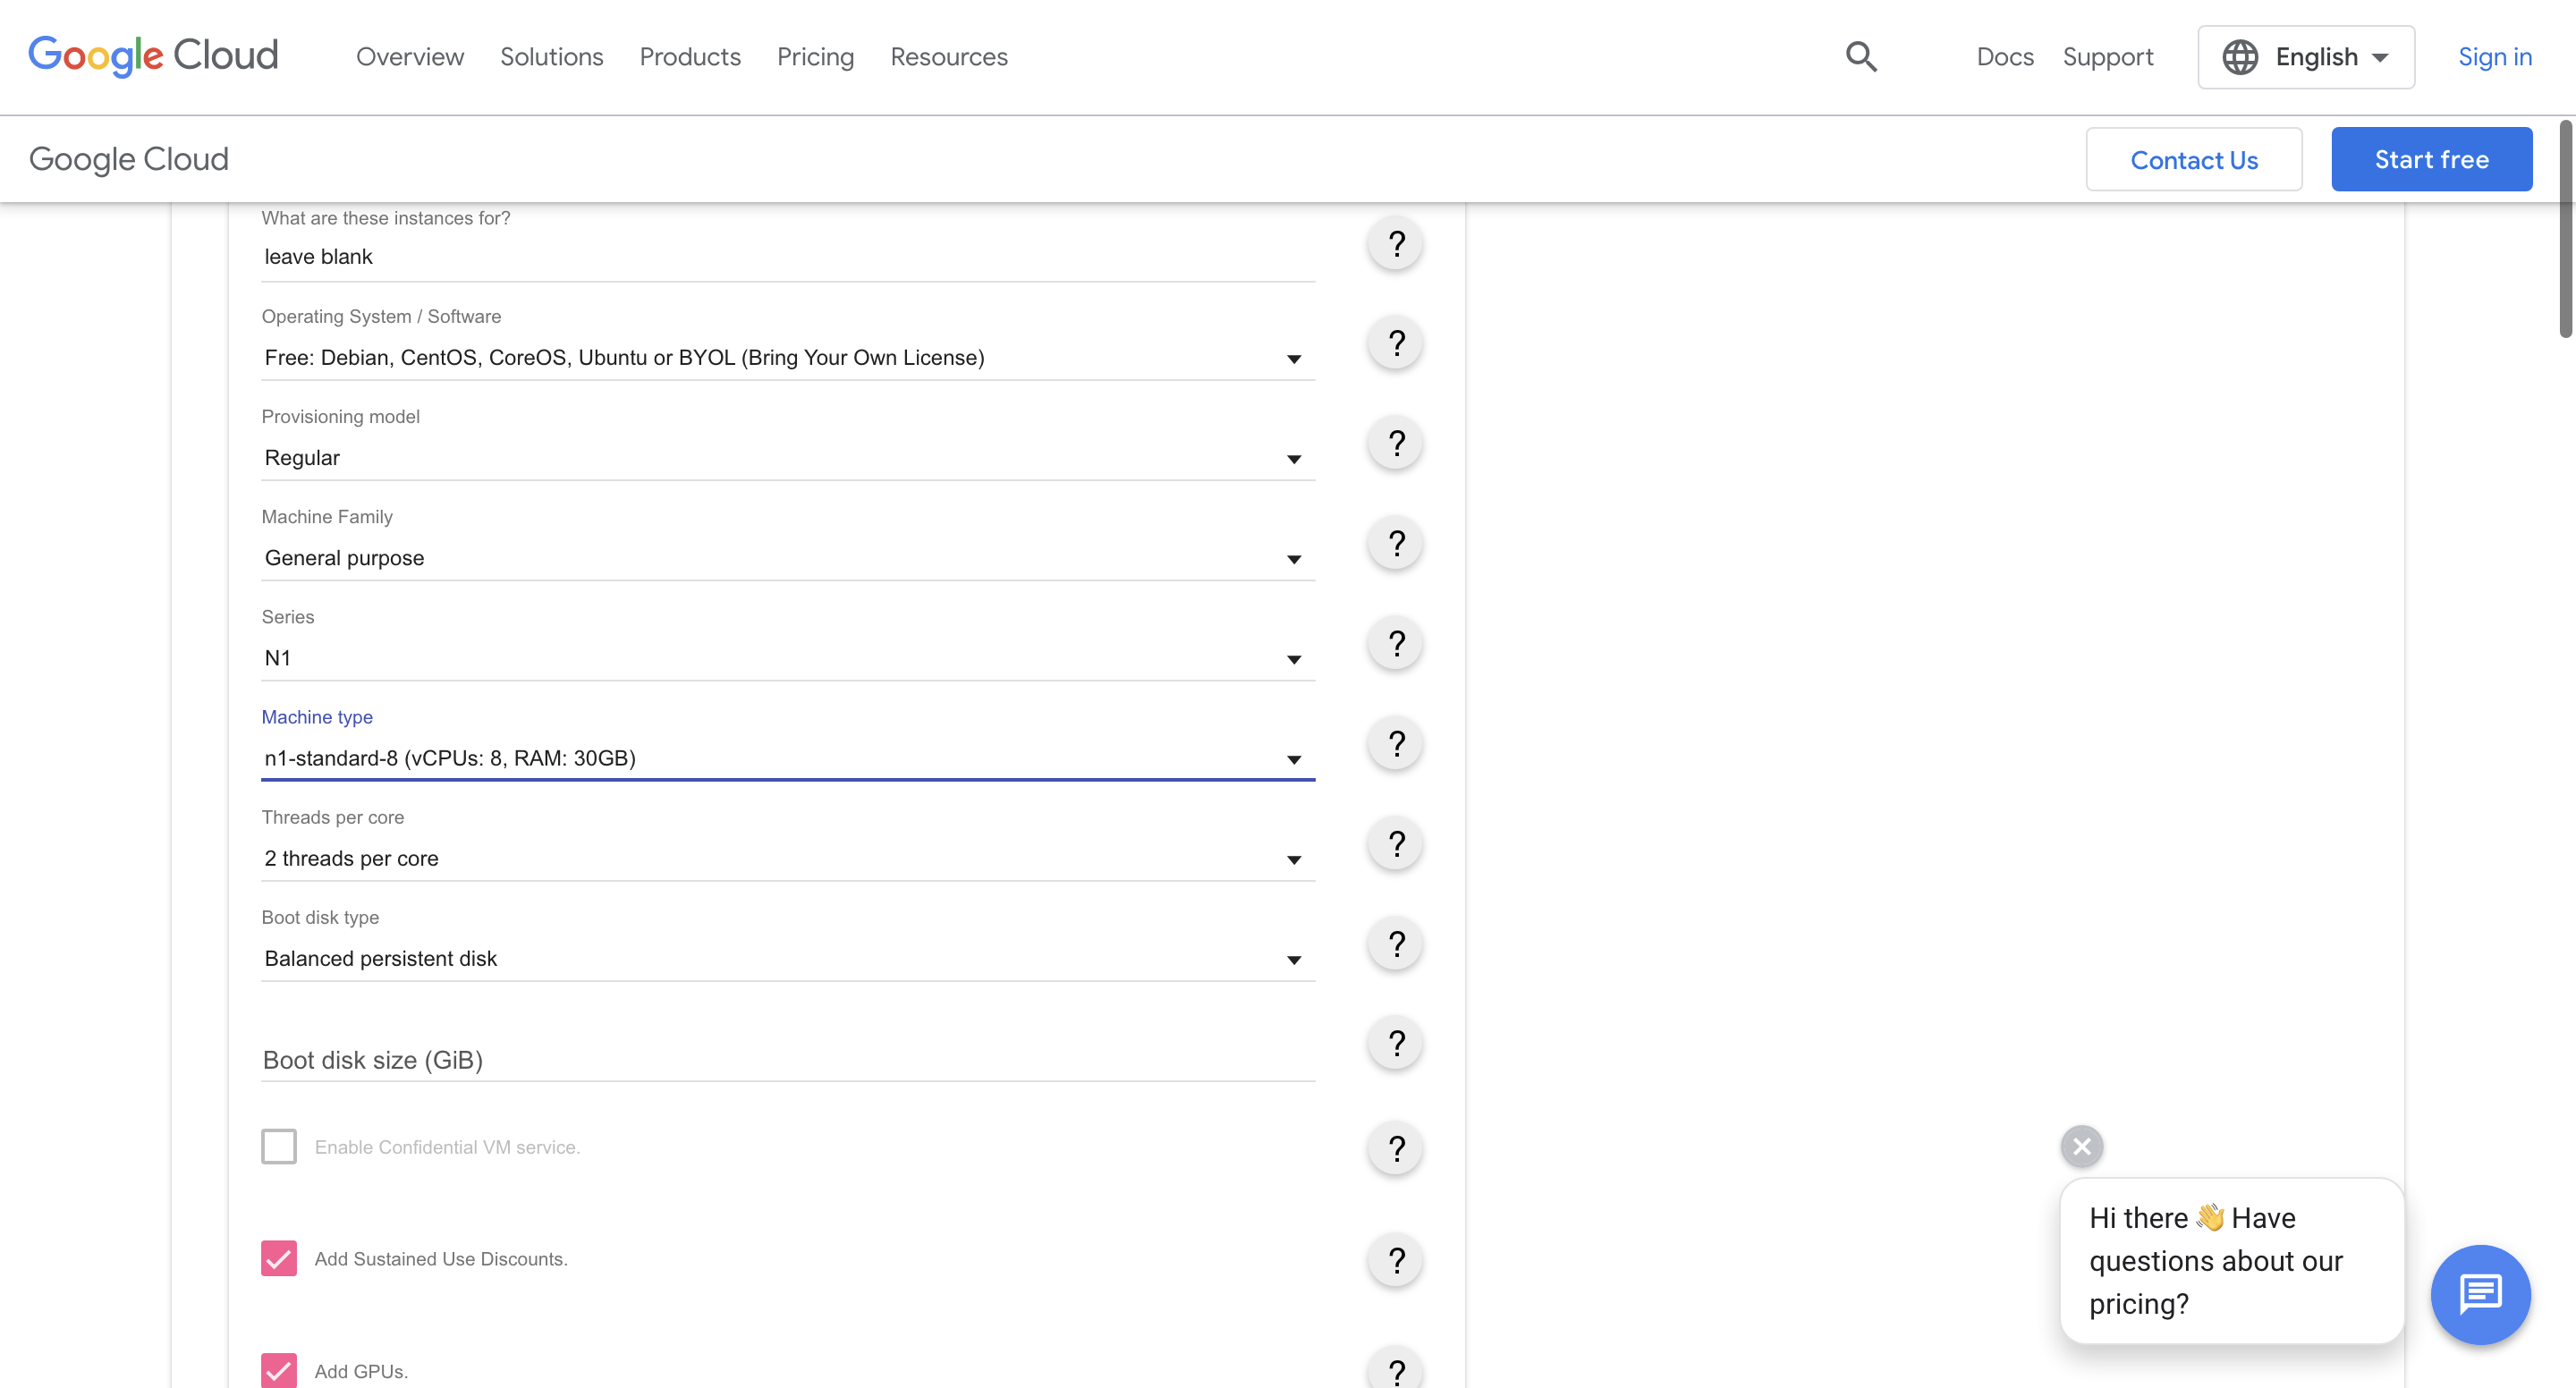 Google Cloud
Overview
Solutions
Products
Pricing
Resources
Docs
Support
English
Sign in
Google Cloud
Contact Us
Start free
What are these instances for?
leave blank
?
Operating System / Software
Free: Debian, CentOS, CoreOS, Ubuntu or BYOL (Bring Your Own License)
?
Provisioning model
Regular
?
Machine Family
General purpose
?
Series
N1
?
Machine type
n1-standard-8 (vCPUs: 8, RAM: 30GB)
?
Threads per core
2 threads per core
?
Boot disk type
Balanced persistent disk
?
Boot disk size (GiB)
?
Enable Confidential VM service.
?
Add Sustained Use Discounts.
?
Add GPUs.
?
Hi there 👋 Have
questions about our
pricing?